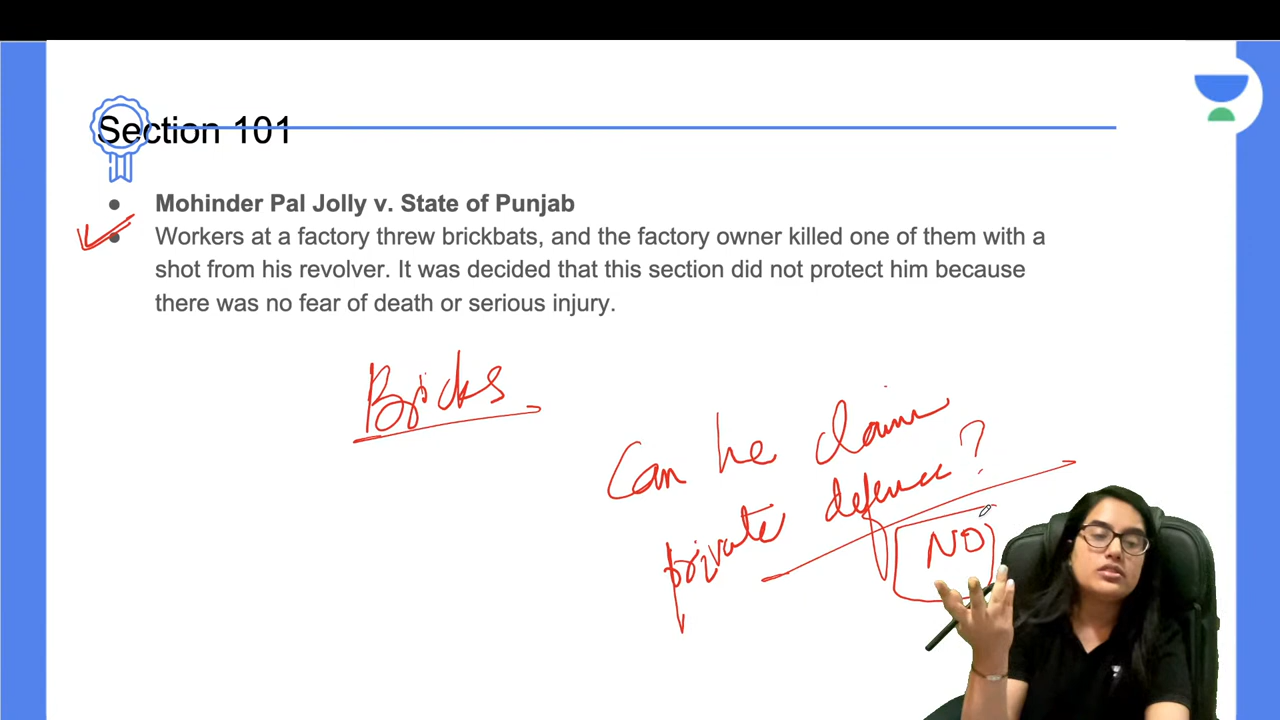 Section 101
Mohinder Pal Jolly v. State of Punjab
Workers at a factory threw brickbats, and the factory owner killed one of them with a
shot from his revolver. It was decided that this section did not protect him because
there was no fear of death or serious injury.
Bricks
Can he claim
private defence?
NO